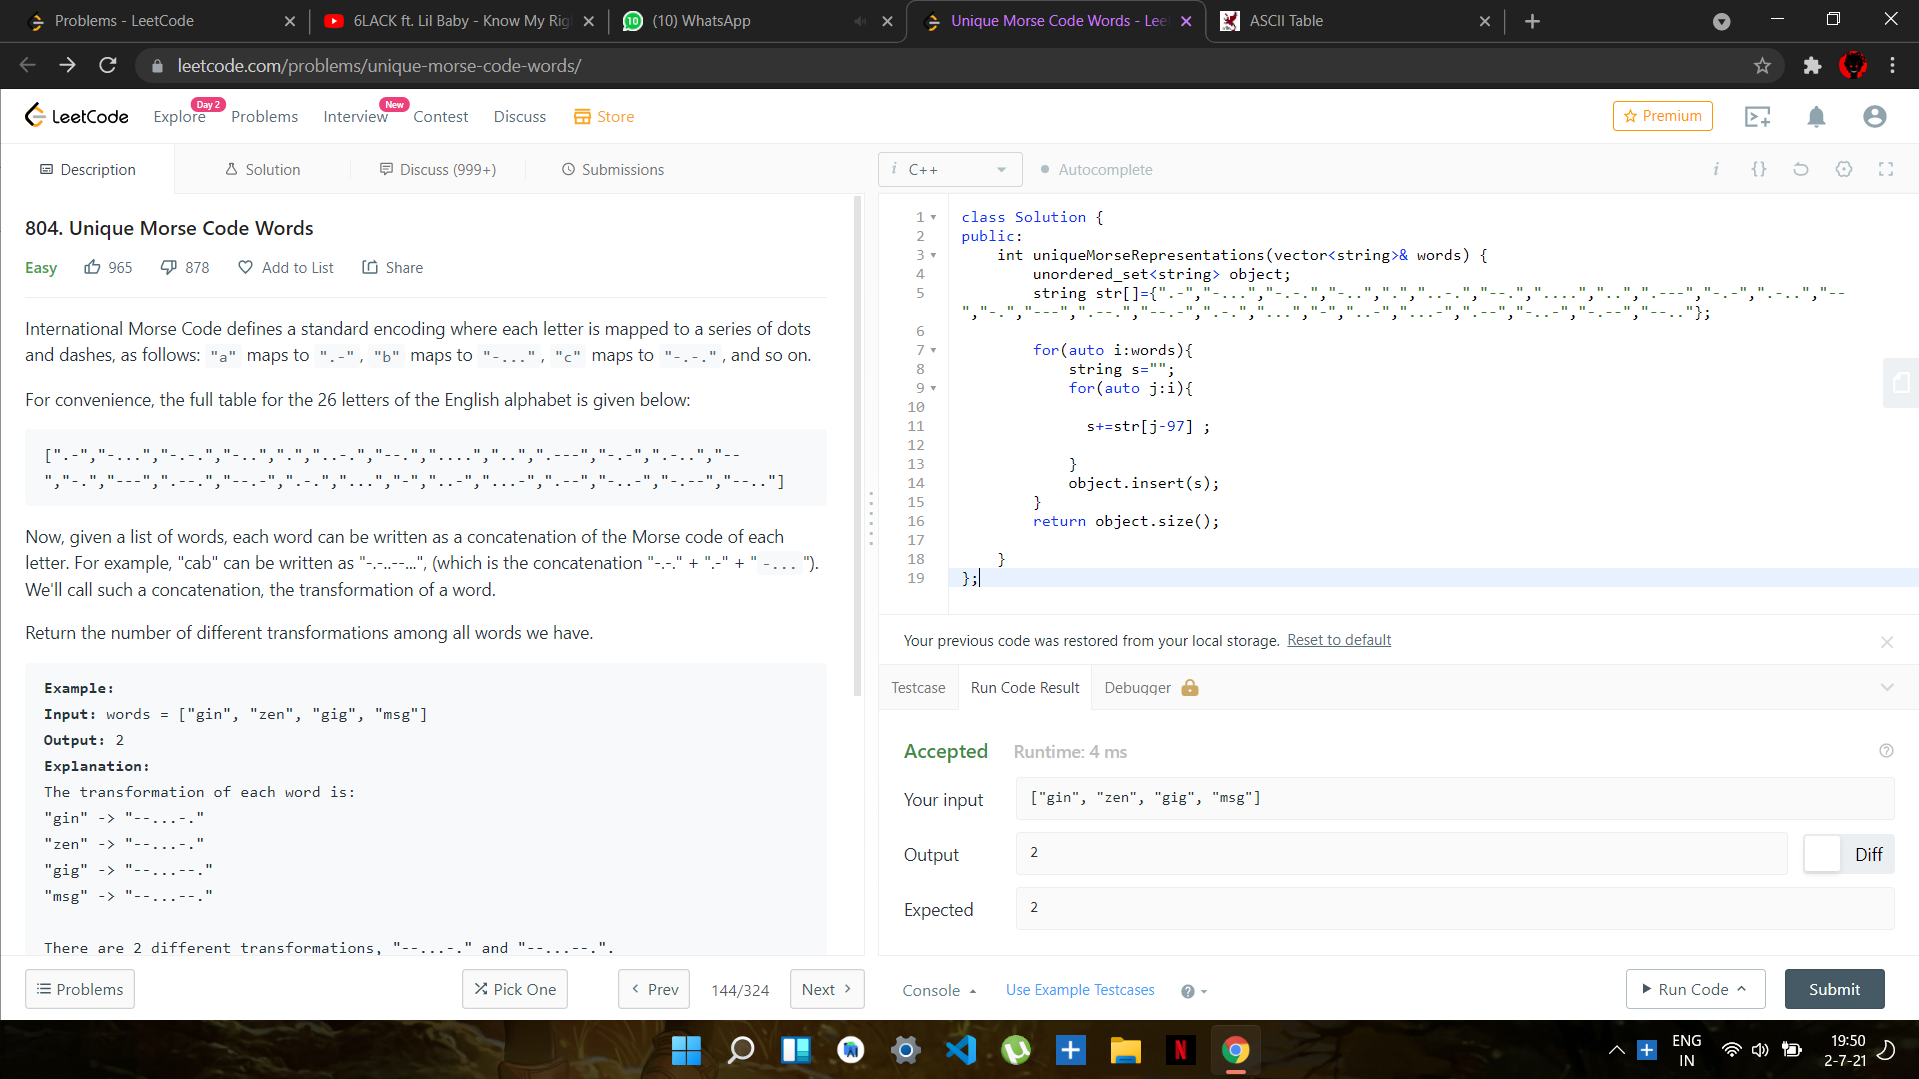 Problems - LeetCode
6LACK ft. Lil Baby - Know My Rig
(10) WhatsApp
Unique Morse Code Words - Lee
ASCII Table
leetcode.com/problems/unique-morse-code-words/
LeetCode Explore Day 2 Problems Interview New Contest Discuss Store Premium
Description Solution Discuss (999+) Submissions
804. Unique Morse Code Words
Easy 965 878 Add to List Share
International Morse Code defines a standard encoding where each letter is mapped to a series of dots
and dashes, as follows: "a" maps to ".-", "b" maps to "-...", "c" maps to "-.-.", and so on.
For convenience, the full table for the 26 letters of the English alphabet is given below:
[".-","-...","-.-.","-..",".","..-.","--.","....","..",".---","-.-",".-..","--
","-.","---",".--.","--.-",".-.","...","-","..-","...-",".--","-..-","-.--","--.."]
Now, given a list of words, each word can be written as a concatenation of the Morse code of each
letter. For example, "cab" can be written as "-.-..--...", (which is the concatenation "-.-." + ".-" + "-...").
We'll call such a concatenation, the transformation of a word.
Return the number of different transformations among all words we have.
Example:
Input: words = ["gin", "zen", "gig", "msg"]
Output: 2
Explanation:
The transformation of each word is:
"gin" -> "--...-."
"zen" -> "--...-."
"gig" -> "--...--."
"msg" -> "--...--."
There are 2 different transformations, "--...-." and "--...--.".
Problems Pick One Prev 144/324 Next
i C++ Autocomplete
1 class Solution {
2 public:
3 int uniqueMorseRepresentations(vector<string>& words) {
4 unordered_set<string> object;
5 string str[]={".-","-...","-.-.","-..",".","..-.","--.","....","..",".---","-.-",".-..","--
","-.","---",".--.","--.-",".-.","...","-","..-","...-",".--","-..-","-.--","--.."};
6
7 for(auto i:words){
8 string s="";
9 for(auto j:i){
10
11 s+=str[j-97] ;
12
13 }
14 object.insert(s);
15 }
16 return object.size();
17
18 }
19 };
Your previous code was restored from your local storage. Reset to default
Testcase Run Code Result Debugger
Accepted Runtime: 4 ms
Your input ["gin", "zen", "gig", "msg"]
Output 2 Diff
Expected 2
Console Use Example Testcases Run Code Submit
ENG
IN
19:50
2-7-21